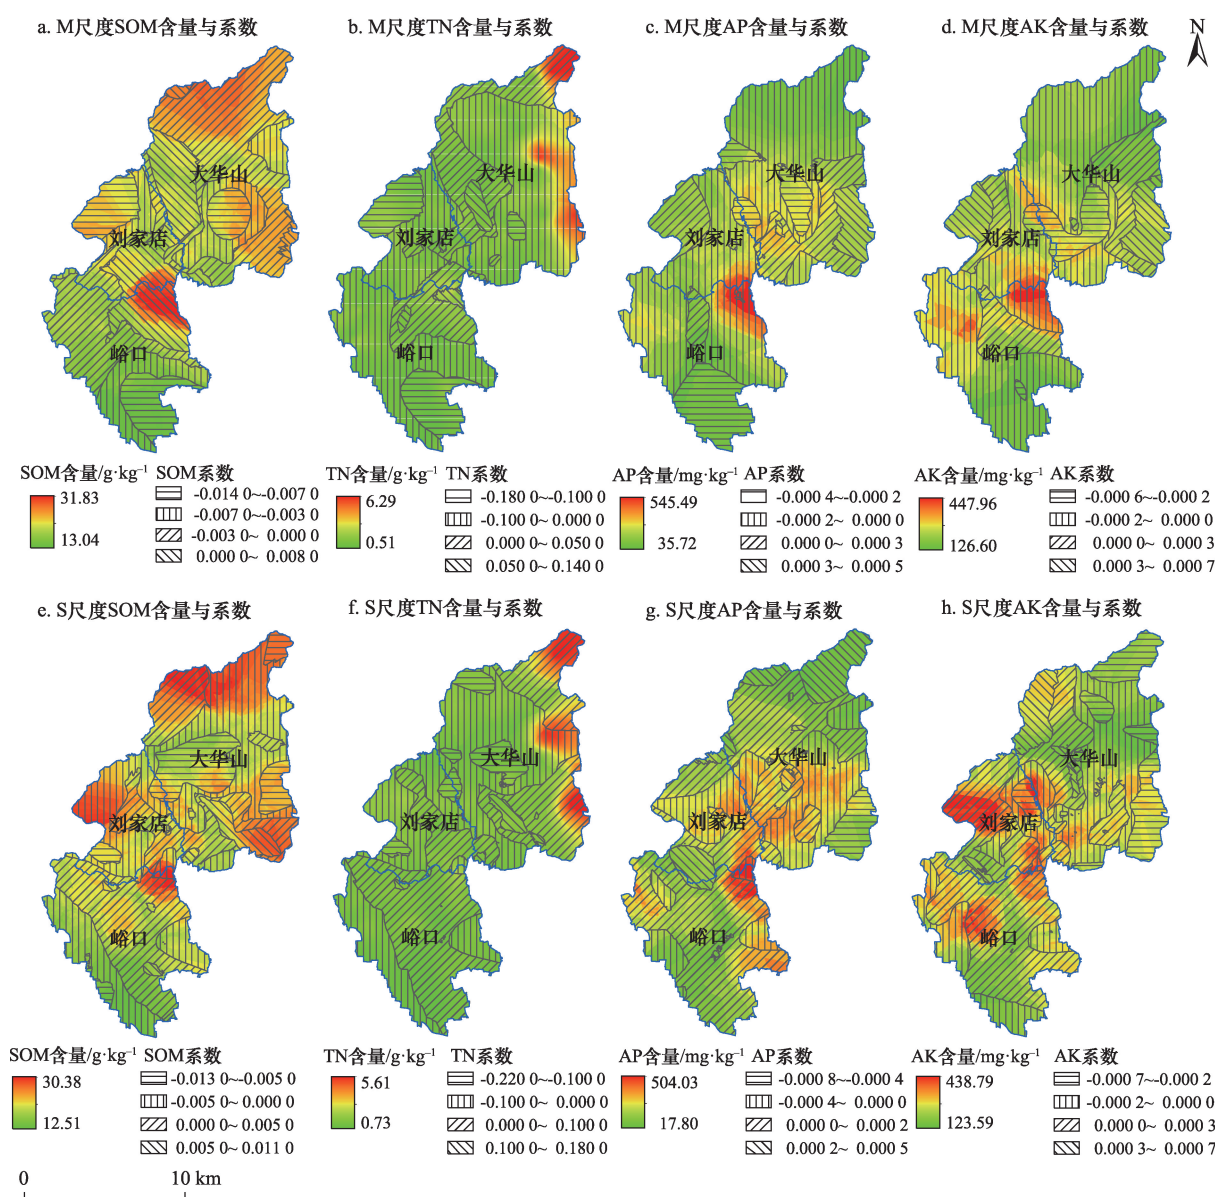 a. M尺度SOM含量与系数
b. M尺度TN含量与系数
c. M尺度AP含量与系数
d. M尺度AK含量与系数
N
大华山
刘家店
峪口
大华山
刘家店
峪口
大华山
刘家店
峪口
大华山
刘家店
峪口
SOM含量/g·kg⁻¹
31.83
13.04
SOM系数
-0.014 0~-0.007 0
-0.007 0~-0.003 0
-0.003 0~ 0.000 0
0.000 0~ 0.008 0
TN含量/g·kg⁻¹
6.29
0.51
TN系数
-0.180 0~-0.100 0
-0.100 0~ 0.000 0
0.000 0~ 0.050 0
0.050 0~ 0.140 0
AP含量/mg·kg⁻¹
545.49
35.72
AP系数
-0.000 4~-0.000 2
-0.000 2~ 0.000 0
0.000 0~ 0.000 3
0.000 3~ 0.000 5
AK含量/mg·kg⁻¹
447.96
126.60
AK系数
-0.000 6~-0.000 2
-0.000 2~ 0.000 0
0.000 0~ 0.000 3
0.000 3~ 0.000 7
e. S尺度SOM含量与系数
f. S尺度TN含量与系数
g. S尺度AP含量与系数
h. S尺度AK含量与系数
大华山
刘家店
峪口
大华山
刘家店
峪口
大华山
刘家店
峪口
大华山
刘家店
峪口
SOM含量/g·kg⁻¹
30.38
12.51
SOM系数
-0.013 0~-0.005 0
-0.005 0~ 0.000 0
0.000 0~ 0.005 0
0.005 0~ 0.011 0
TN含量/g·kg⁻¹
5.61
0.73
TN系数
-0.220 0~-0.100 0
-0.100 0~ 0.000 0
0.000 0~ 0.100 0
0.100 0~ 0.180 0
AP含量/mg·kg⁻¹
504.03
17.80
AP系数
-0.000 8~-0.000 4
-0.000 4~ 0.000 0
0.000 0~ 0.000 2
0.000 2~ 0.000 5
AK含量/mg·kg⁻¹
438.79
123.59
AK系数
-0.000 7~-0.000 2
-0.000 2~ 0.000 0
0.000 0~ 0.000 3
0.000 3~ 0.000 7
0 10 km